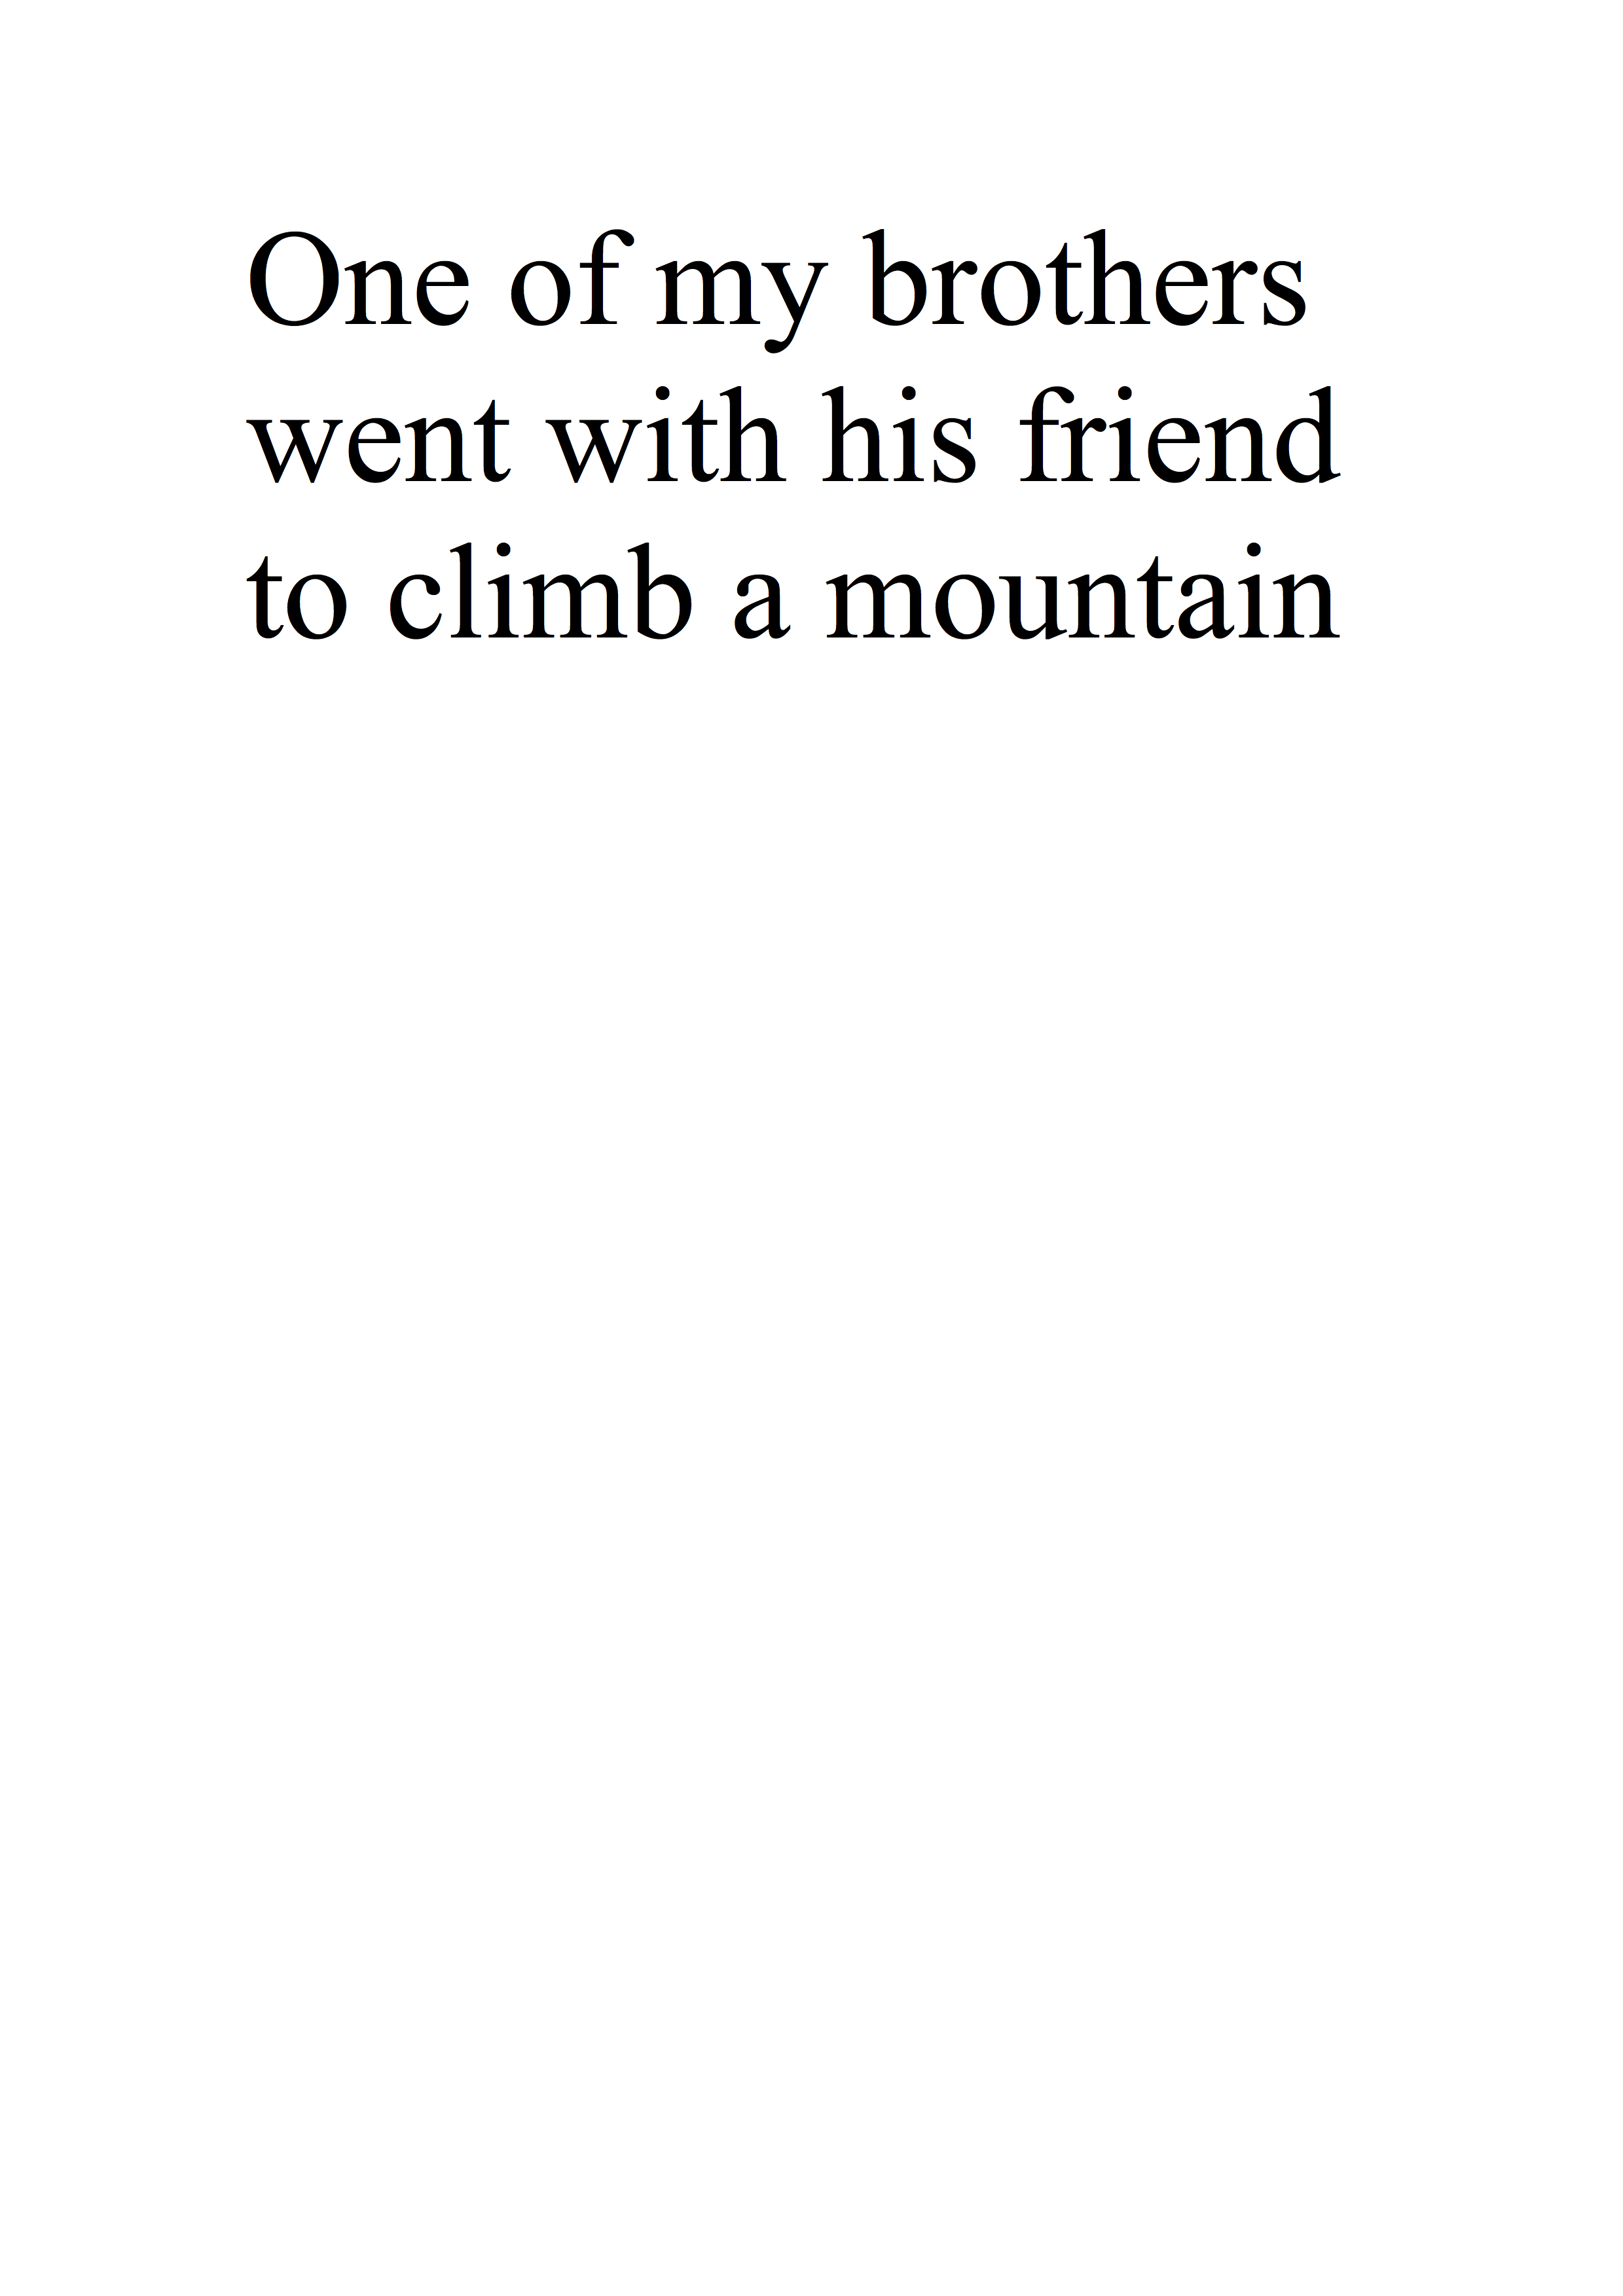 One of my brothers
went with his friend
to climb a mountain